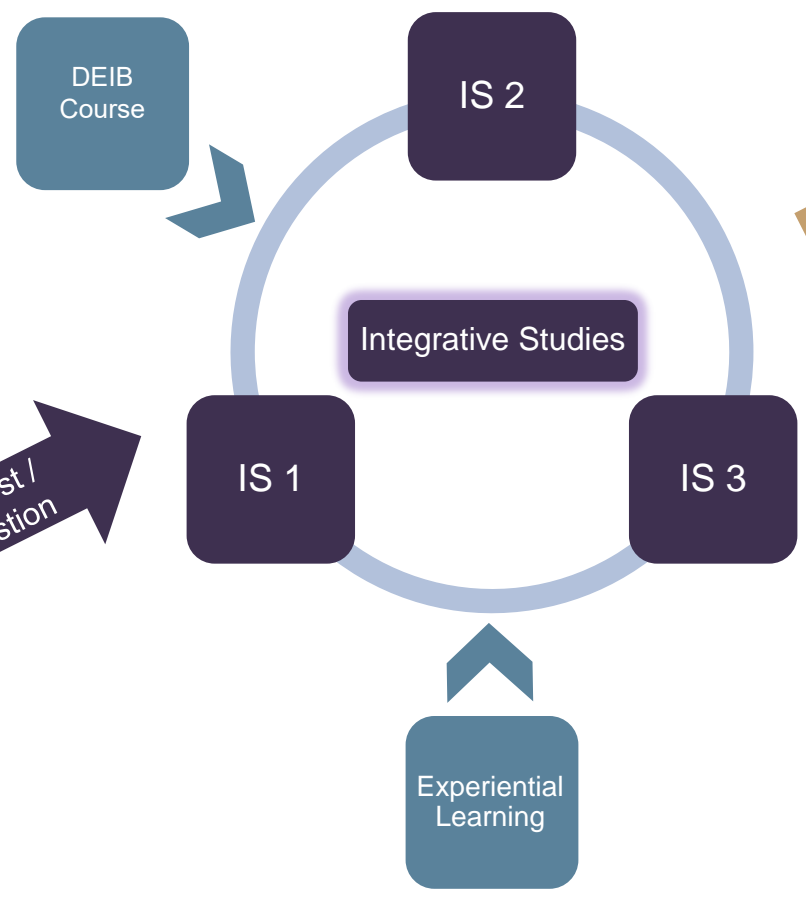 DEIB
Course
IS 2
Integrative Studies
IS 1
IS 3
Experiential
Learning